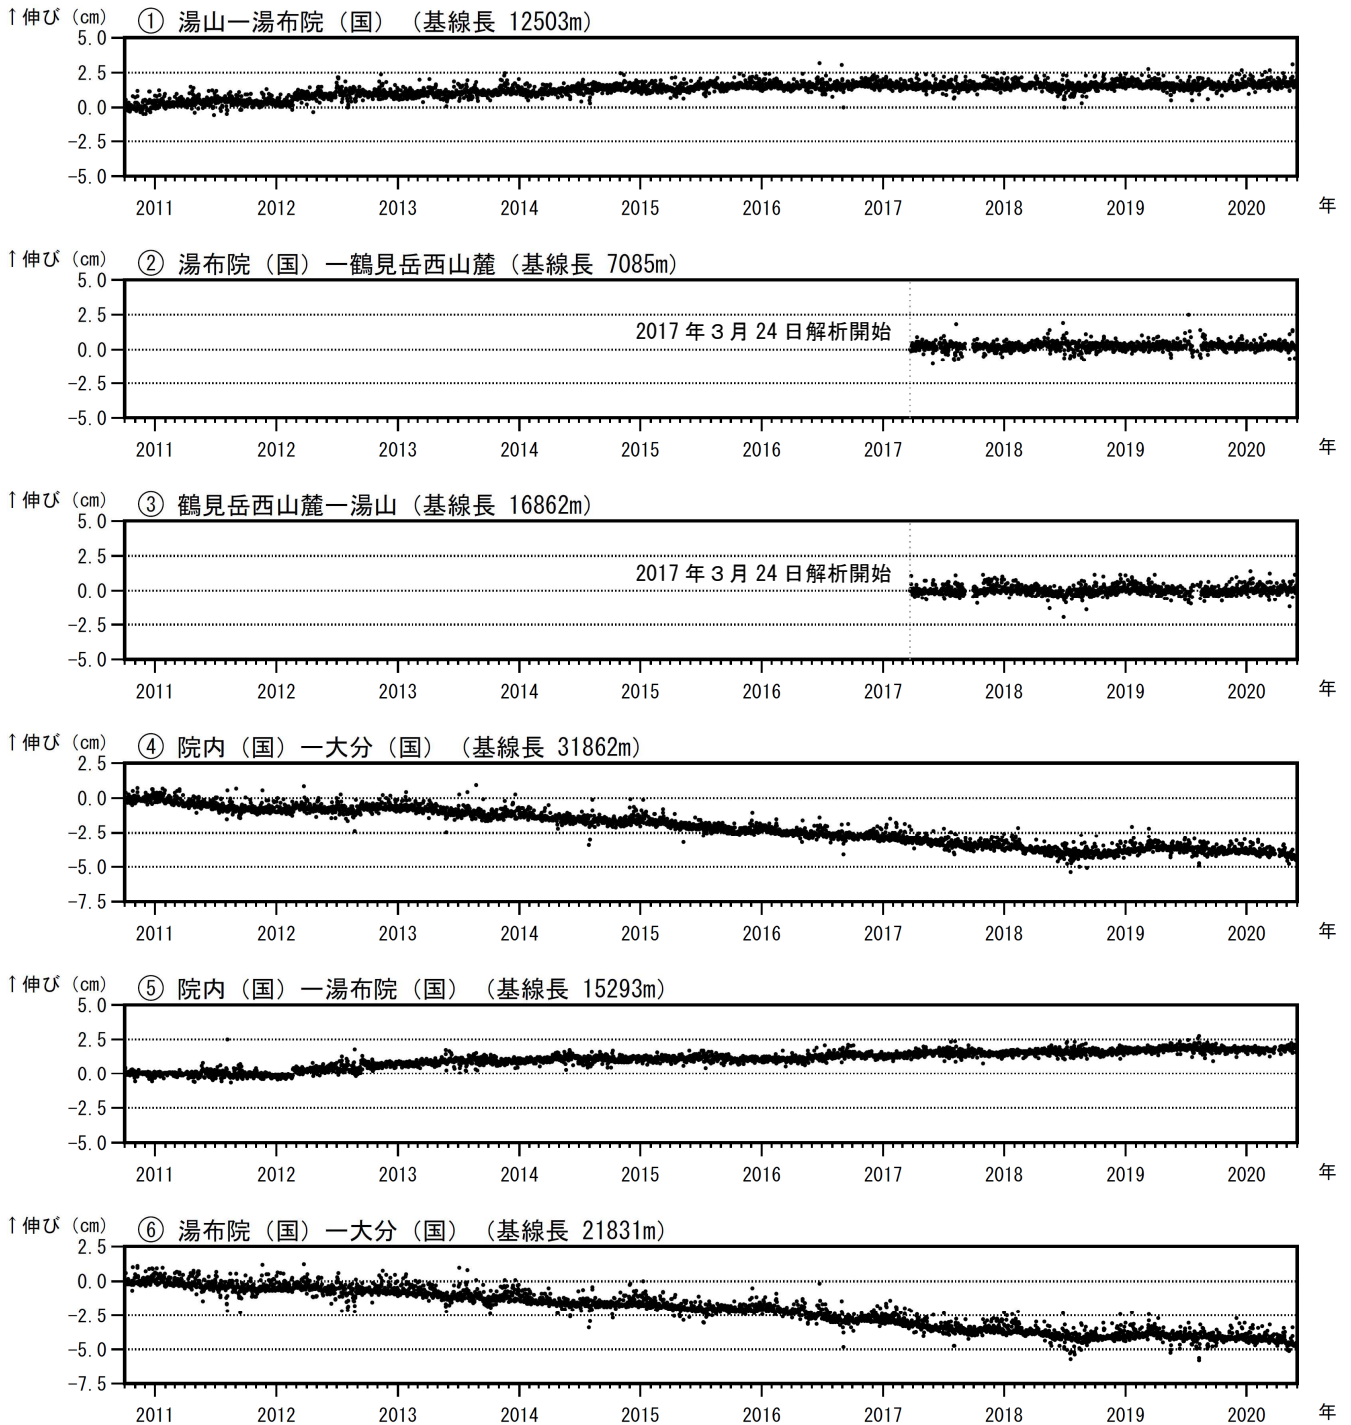 ↑伸び (cm) ① 湯山ー湯布院（国）（基線長 12503m）
5.0
2.5
0.0
−2.5
−5.0
2011 2012 2013 2014 2015 2016 2017 2018 2019 2020 年
↑伸び (cm) ② 湯布院（国）ー鶴見岳西山麓（基線長 7085m）
5.0
2.5
2017年3月24日解析開始
0.0
−2.5
−5.0
2011 2012 2013 2014 2015 2016 2017 2018 2019 2020 年
↑伸び (cm) ③ 鶴見岳西山麓ー湯山（基線長 16862m）
5.0
2.5
2017年3月24日解析開始
0.0
−2.5
−5.0
2011 2012 2013 2014 2015 2016 2017 2018 2019 2020 年
↑伸び (cm) ④ 院内（国）ー大分（国）（基線長 31862m）
2.5
0.0
−2.5
−5.0
−7.5
2011 2012 2013 2014 2015 2016 2017 2018 2019 2020 年
↑伸び (cm) ⑤ 院内（国）ー湯布院（国）（基線長 15293m）
5.0
2.5
0.0
−2.5
−5.0
2011 2012 2013 2014 2015 2016 2017 2018 2019 2020 年
↑伸び (cm) ⑥ 湯布院（国）ー大分（国）（基線長 21831m）
2.5
0.0
−2.5
−5.0
−7.5
2011 2012 2013 2014 2015 2016 2017 2018 2019 2020 年